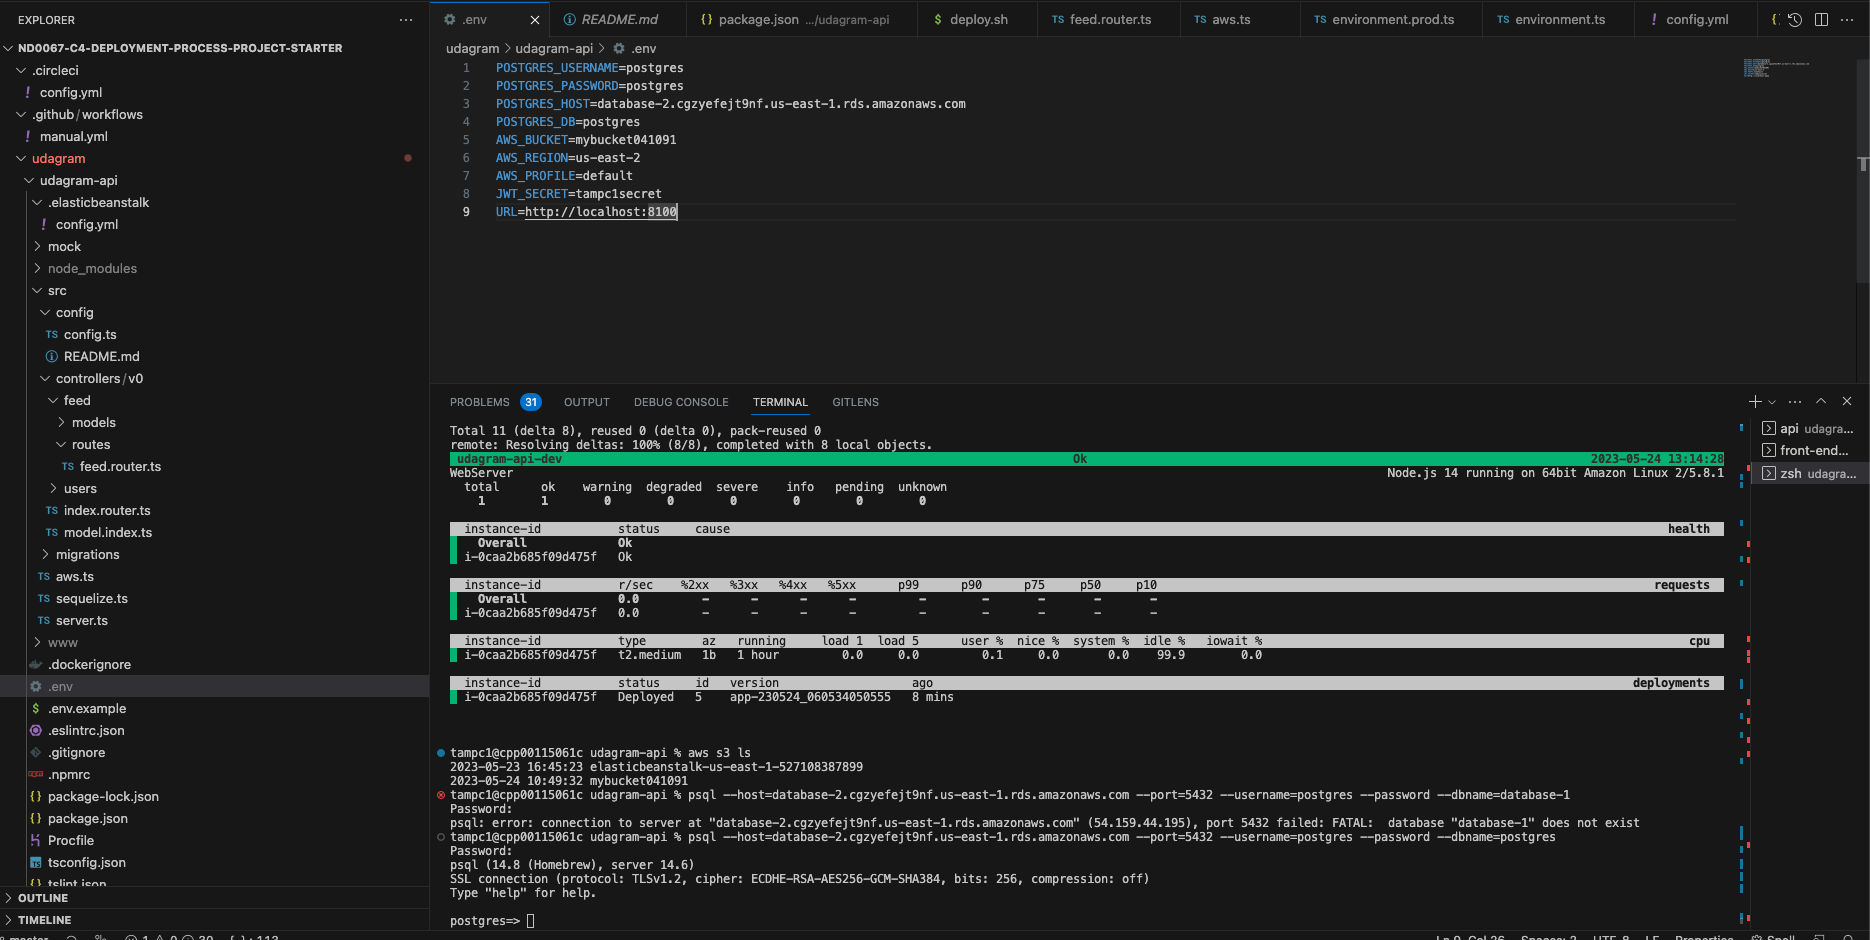 EXPLORER
ND0067-C4-DEPLOYMENT-PROCESS-PROJECT-STARTER
.circleci
! config.yml
.github/workflows
! manual.yml
udagram
udagram-api
.elasticbeanstalk
! config.yml
mock
node_modules
src
config
TS config.ts
README.md
controllers/v0
feed
models
routes
TS feed.router.ts
users
TS index.router.ts
TS model.index.ts
migrations
TS aws.ts
TS sequelize.ts
TS server.ts
www
.dockerignore
.env
$ .env.example
.eslintrc.json
.gitignore
.npmrc
{} package-lock.json
{} package.json
Procfile
tsconfig.json
{} tslint.json
OUTLINE
TIMELINE
.env README.md {} package.json .../udagram-api $ deploy.sh TS feed.router.ts TS aws.ts TS environment.prod.ts TS environment.ts ! config.yml
udagram > udagram-api > .env
1 POSTGRES_USERNAME=postgres
2 POSTGRES_PASSWORD=postgres
3 POSTGRES_HOST=database-2.cgzyefejt9nf.us-east-1.rds.amazonaws.com
4 POSTGRES_DB=postgres
5 AWS_BUCKET=mybucket041091
6 AWS_REGION=us-east-2
7 AWS_PROFILE=default
8 JWT_SECRET=tampc1secret
9 URL=http://localhost:8100
PROBLEMS 31 OUTPUT DEBUG CONSOLE TERMINAL GITLENS
Total 11 (delta 8), reused 0 (delta 0), pack-reused 0
remote: Resolving deltas: 100% (8/8), completed with 8 local objects.
udagram-api-dev Ok 2023-05-24 13:14:28
WebServer Node.js 14 running on 64bit Amazon Linux 2/5.8.1
total ok warning degraded severe info pending unknown
1 1 0 0 0 0 0 0
instance-id status cause health
Overall Ok
i-0caa2b685f09d475f Ok
instance-id r/sec %2xx %3xx %4xx %5xx p99 p90 p75 p50 p10 requests
Overall 0.0 - - - - - - - - -
i-0caa2b685f09d475f 0.0 - - - - - - - - -
instance-id type az running load 1 load 5 user % nice % system % idle % iowait % cpu
i-0caa2b685f09d475f t2.medium 1b 1 hour 0.0 0.0 0.1 0.0 0.0 99.9 0.0
instance-id status id version ago deployments
i-0caa2b685f09d475f Deployed 5 app-230524_060534050555 8 mins
tampc1@cpp00115061c udagram-api % aws s3 ls
2023-05-23 16:45:23 elasticbeanstalk-us-east-1-527108387899
2023-05-24 10:49:32 mybucket041091
tampc1@cpp00115061c udagram-api % psql --host=database-2.cgzyefejt9nf.us-east-1.rds.amazonaws.com --port=5432 --username=postgres --password --dbname=database-1
Password:
psql: error: connection to server at "database-2.cgzyefejt9nf.us-east-1.rds.amazonaws.com" (54.159.44.195), port 5432 failed: FATAL:  database "database-1" does not exist
tampc1@cpp00115061c udagram-api % psql --host=database-2.cgzyefejt9nf.us-east-1.rds.amazonaws.com --port=5432 --username=postgres --password --dbname=postgres
Password:
psql (14.8 (Homebrew), server 14.6)
SSL connection (protocol: TLSv1.2, cipher: ECDHE-RSA-AES256-GCM-SHA384, bits: 256, compression: off)
Type "help" for help.
postgres=>
api udagra...
front-end...
zsh udagra...